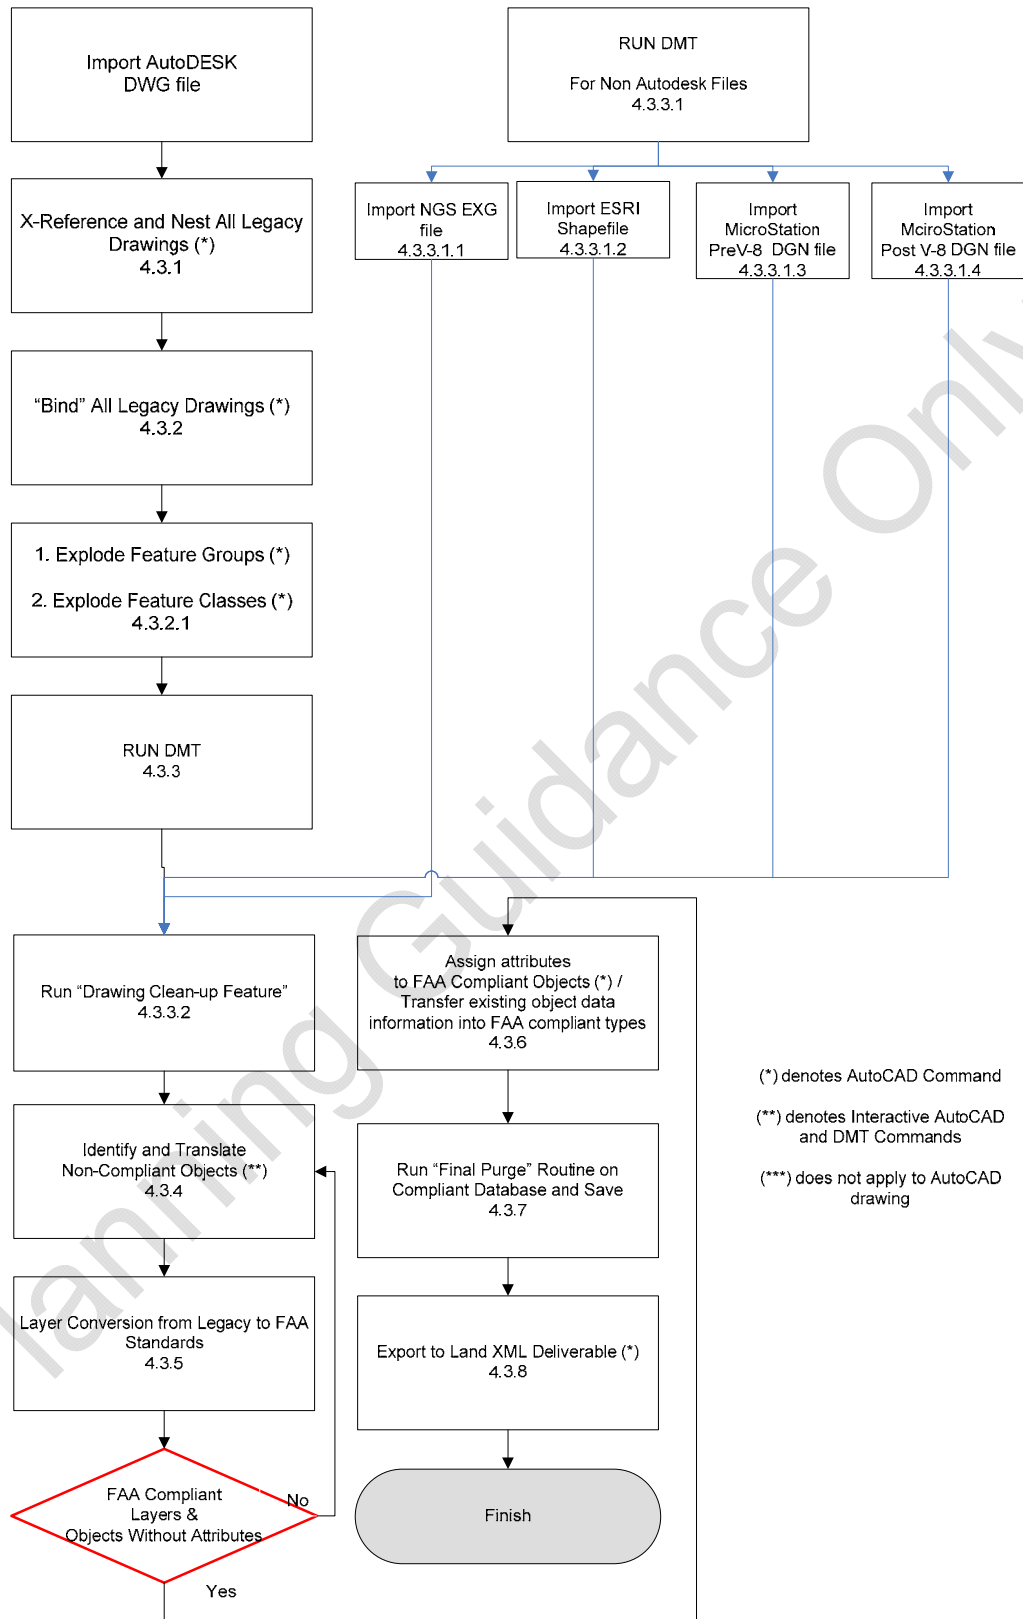 Import AutoDESK
DWG file
RUN DMT
For Non Autodesk Files
4.3.3.1
X-Reference and Nest All Legacy
Drawings (*)
4.3.1
Import NGS EXG
file
4.3.3.1.1
Import ESRI
Shapefile
4.3.3.1.2
Import
MicroStation
PreV-8 DGN file
4.3.3.1.3
Import
MciroStation
Post V-8 DGN file
4.3.3.1.4
“Bind” All Legacy Drawings (*)
4.3.2
1. Explode Feature Groups (*)
2. Explode Feature Classes (*)
4.3.2.1
RUN DMT
4.3.3
Run “Drawing Clean-up Feature”
4.3.3.2
Identify and Translate
Non-Compliant Objects (**)
4.3.4
Layer Conversion from Legacy to FAA
Standards
4.3.5
FAA Compliant
Layers &
Objects Without Attributes
No
Yes
Assign attributes
to FAA Compliant Objects (*) /
Transfer existing object data
information into FAA compliant types
4.3.6
Run “Final Purge” Routine on
Compliant Database and Save
4.3.7
Export to Land XML Deliverable (*)
4.3.8
Finish
(*) denotes AutoCAD Command
(**) denotes Interactive AutoCAD
and DMT Commands
(***) does not apply to AutoCAD
drawing
lanning Guidance Only